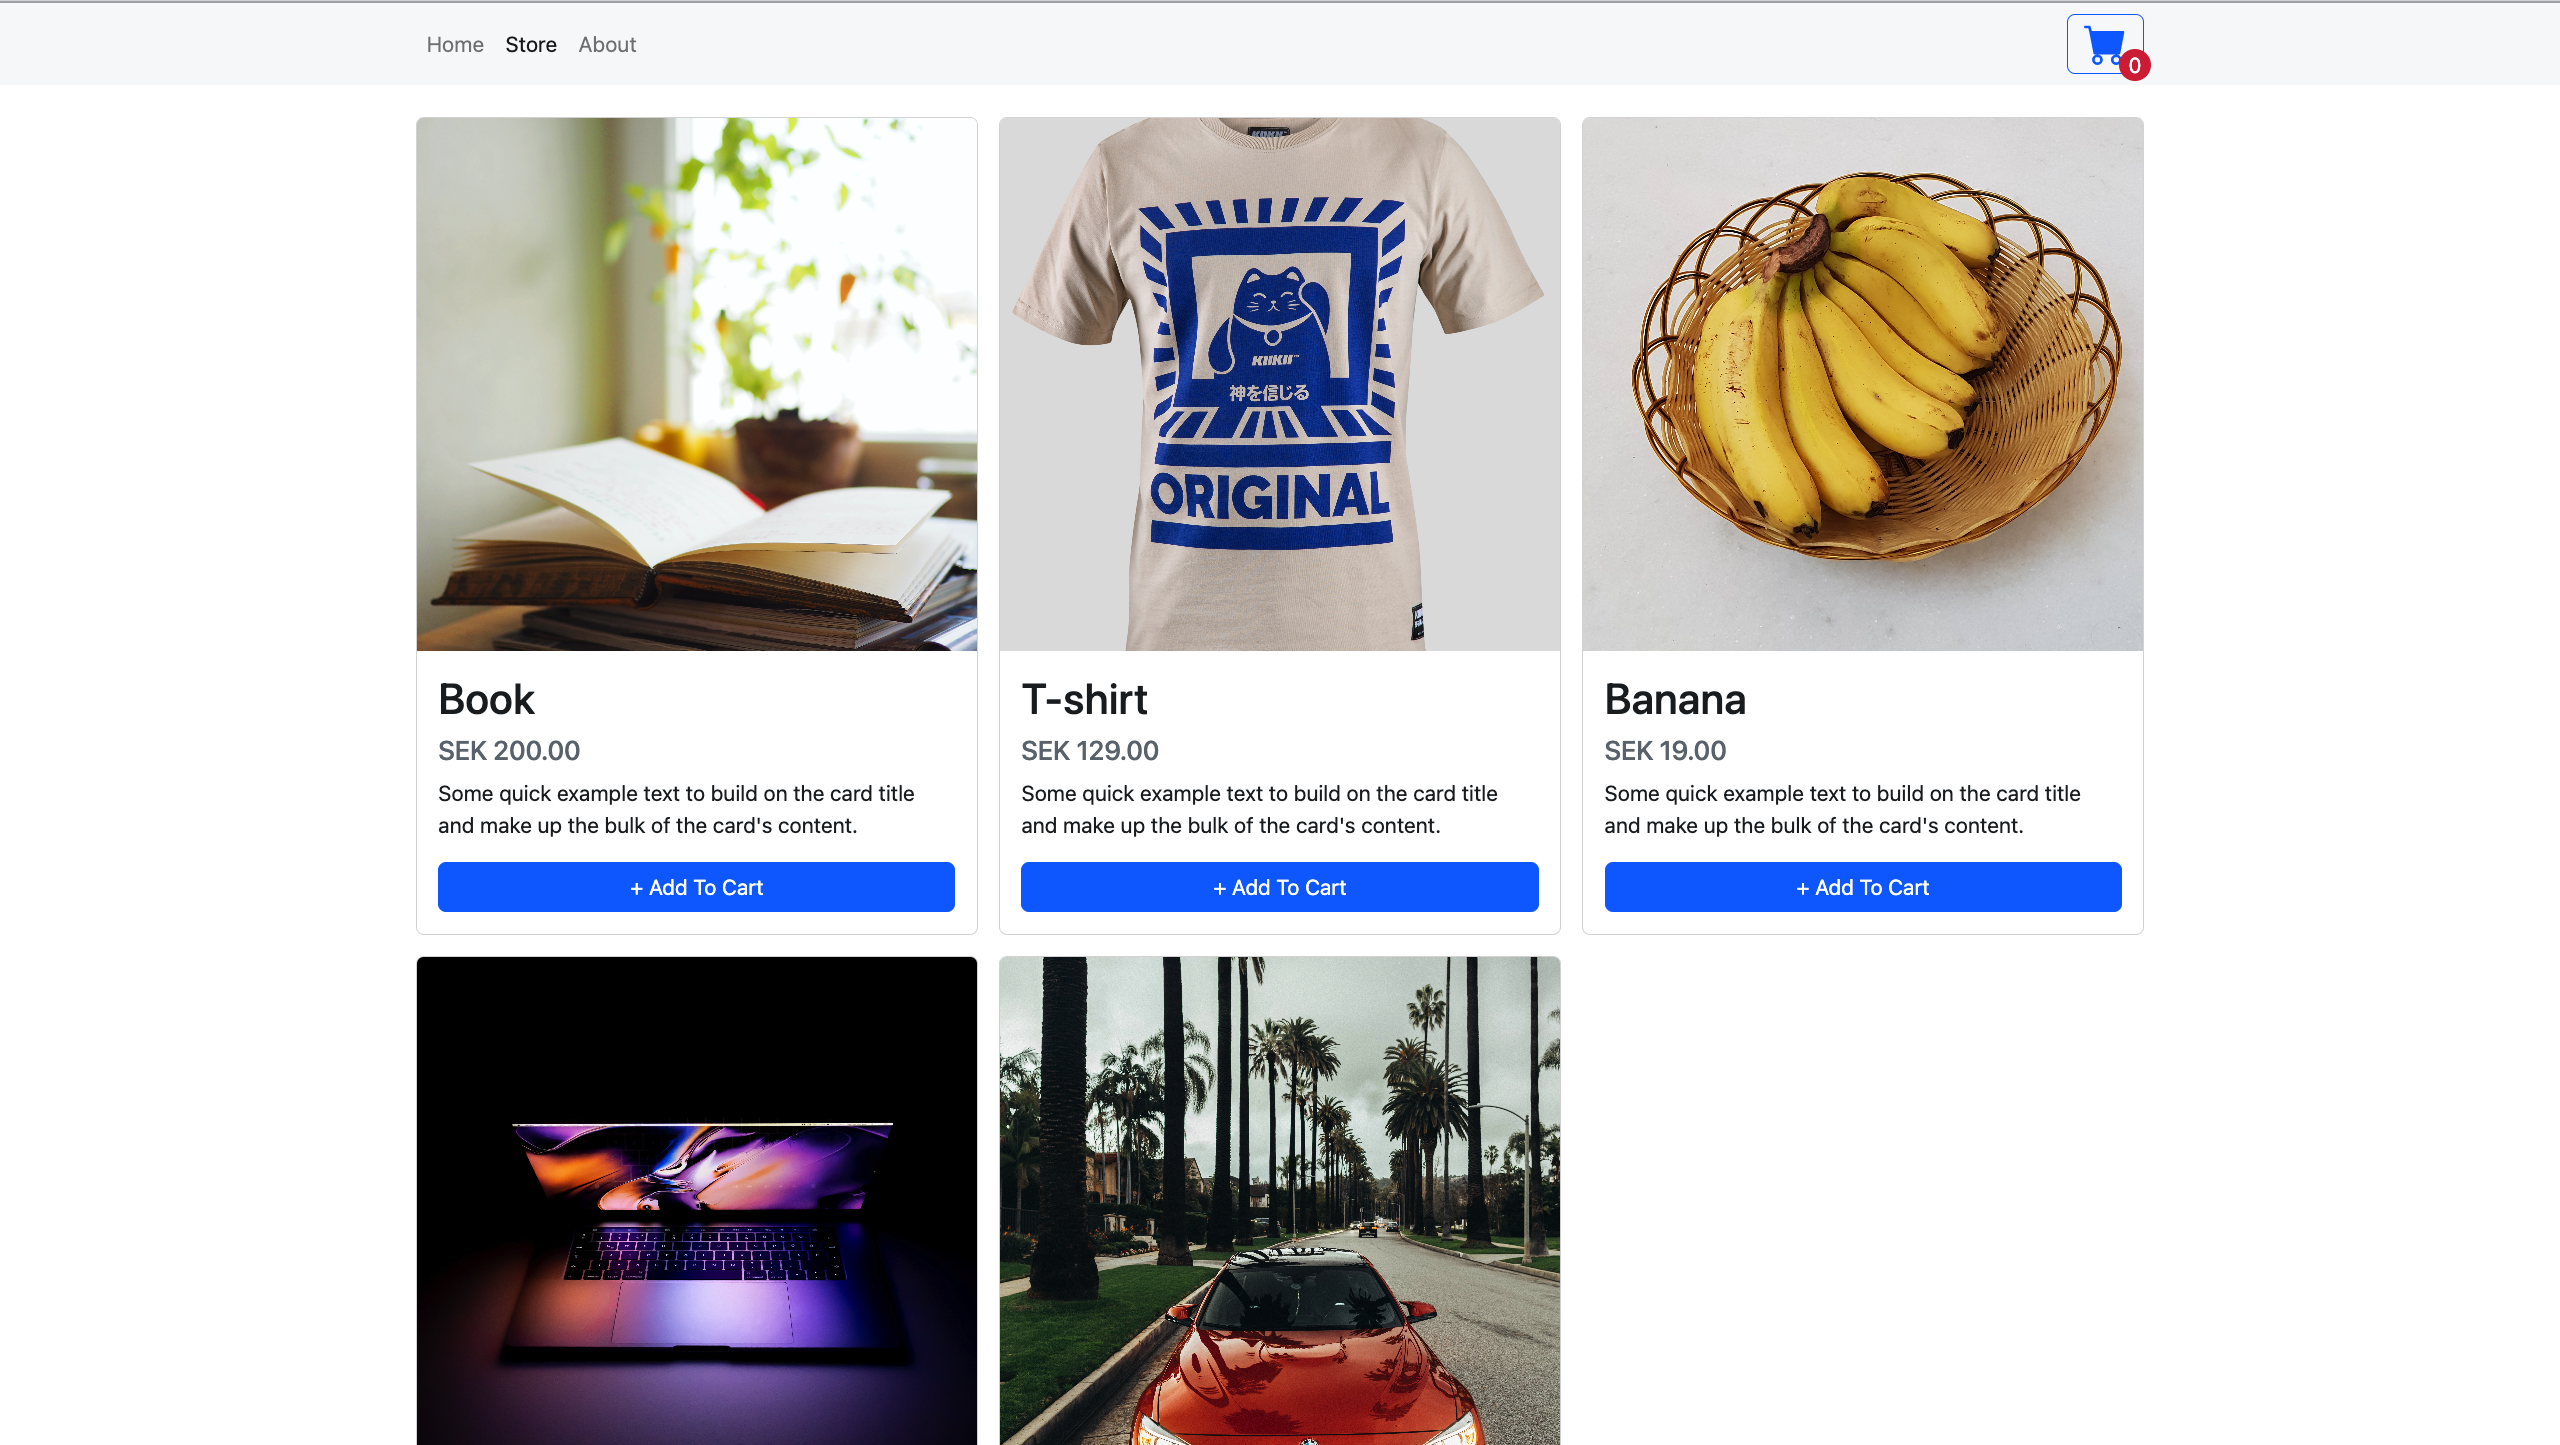 Home Store About
0
KIIKII
KIIKII™
神を信じる
ORIGINAL
Book
SEK 200.00
Some quick example text to build on the card title
and make up the bulk of the card's content.
+ Add To Cart
T-shirt
SEK 129.00
Some quick example text to build on the card title
and make up the bulk of the card's content.
+ Add To Cart
Banana
SEK 19.00
Some quick example text to build on the card title
and make up the bulk of the card's content.
+ Add To Cart